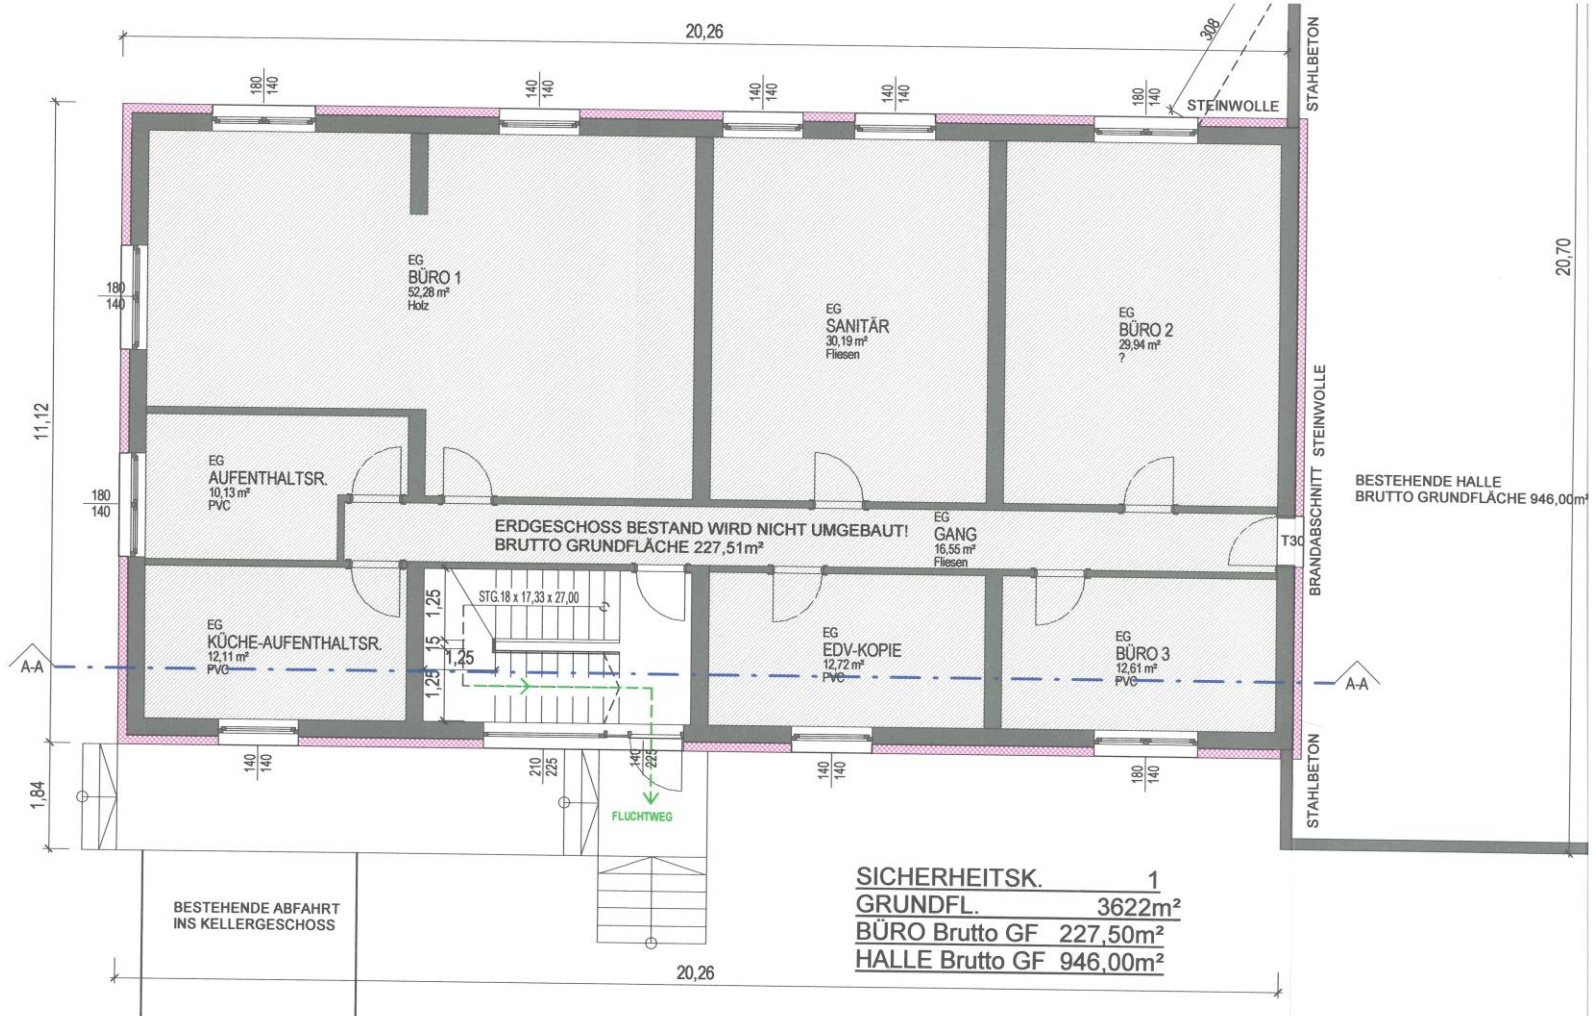 20,26
308
STAHLBETON
180
140
140
140
140
140
140
140
180
140
STEINWOLLE
11,12
20,70
180
140
EG
BÜRO 1
52,28 m²
Holz
EG
SANITÄR
30,19 m²
Fliesen
EG
BÜRO 2
29,94 m²
?
BRANDABSCHNITT STEINWOLLE
EG
AUFENTHALTSR.
10,13 m²
PVC
180
140
BESTEHENDE HALLE
BRUTTO GRUNDFLÄCHE 946,00m²
ERDGESCHOSS BESTAND WIRD NICHT UMGEBAUT!
BRUTTO GRUNDFLÄCHE 227,51m²
EG
GANG
16,55 m²
Fliesen
T30
1,25
15
1,25
1,25
STG.18 x 17,33 x 27,00
EG
KÜCHE-AUFENTHALTSR.
12,11 m²
PVC
EG
EDV-KOPIE
12,72 m²
PVC
EG
BÜRO 3
12,61 m²
PVC
A-A
A-A
140
140
210
225
140
225
140
140
180
140
STAHLBETON
1,84
FLUCHTWEG
BESTEHENDE ABFAHRT
INS KELLERGESCHOSS
SICHERHEITSK. 1
GRUNDFL. 3622m²
BÜRO Brutto GF 227,50m²
HALLE Brutto GF 946,00m²
20,26